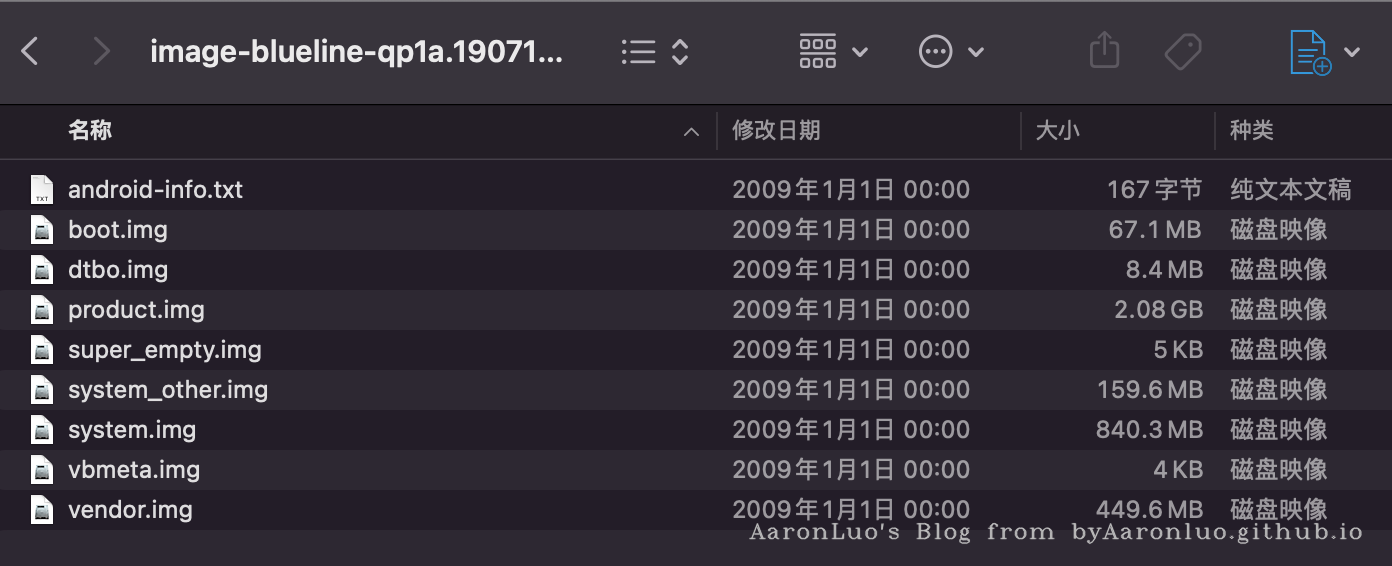 image-blueline-qp1a.19071...
名称 修改日期 大小 种类
TXT android-info.txt 2009年1月1日 00:00 167 字节 纯文本文稿
boot.img 2009年1月1日 00:00 67.1 MB 磁盘映像
dtbo.img 2009年1月1日 00:00 8.4 MB 磁盘映像
product.img 2009年1月1日 00:00 2.08 GB 磁盘映像
super_empty.img 2009年1月1日 00:00 5 KB 磁盘映像
system_other.img 2009年1月1日 00:00 159.6 MB 磁盘映像
system.img 2009年1月1日 00:00 840.3 MB 磁盘映像
vbmeta.img 2009年1月1日 00:00 4 KB 磁盘映像
vendor.img 2009年1月1日 00:00 449.6 MB 磁盘映像
AaronLuo's Blog from byAaronluo.github.io